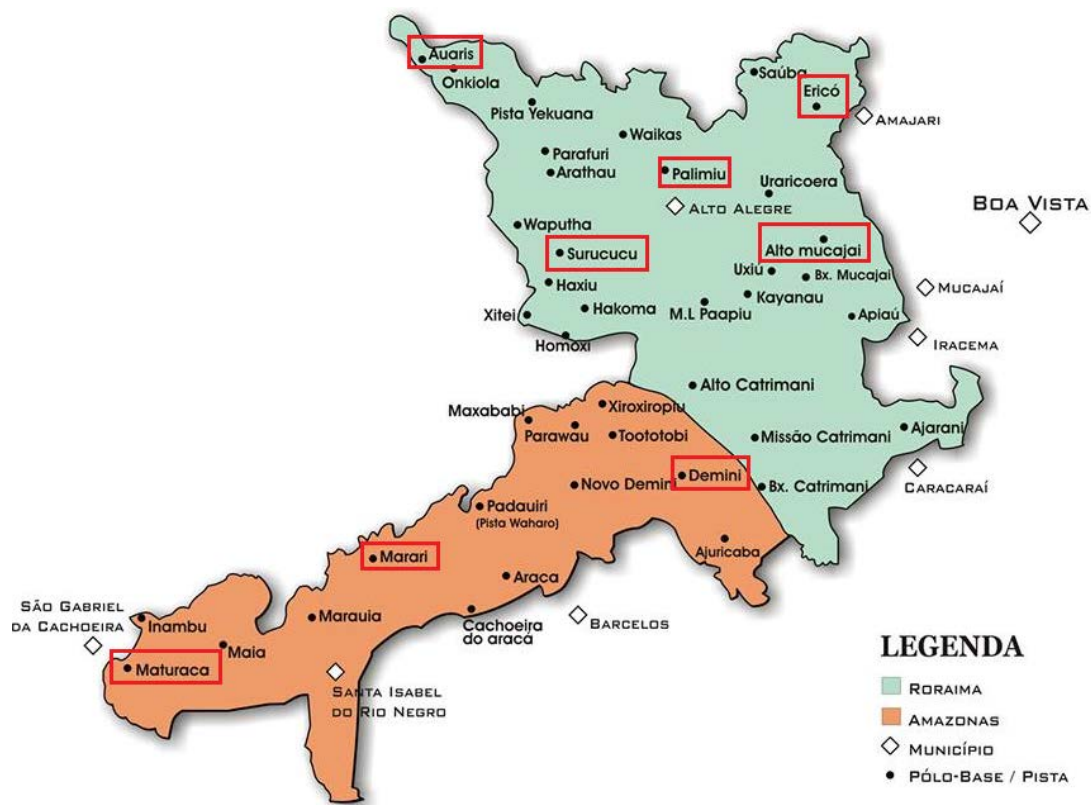 Auaris
Onkiola
Saúba
Ericó
Pista Yekuana
AMAJARI
Waikas
Parafuri
Arathau
Palimiu
Uraricoera
ALTO ALEGRE
BOA VISTA
Waputha
Surucucu
Alto mucajai
Uxiú
Bx. Mucajai
Haxiu
Kayanau
MUCAJAÍ
Xitei
Hakoma
M.L Paapiu
Apiaú
Homoxi
IRACEMA
Alto Catrimani
Maxababi
Xiroxiropiu
Parawau
Toototobi
Missão Catrimani
Ajarani
Novo Demini
Demini
Bx. Catrimani
CARACARAÍ
Padauiri
(Pista Waharo)
Ajuricaba
Marari
Araca
SÃO GABRIEL
DA CACHOEIRA
Inambu
Marauia
Cachoeira
do aracá
BARCELOS
Maia
Maturaca
SANTA ISABEL
DO RIO NEGRO
LEGENDA
RORAIMA
AMAZONAS
MUNICÍPIO
PÓLO-BASE / PISTA